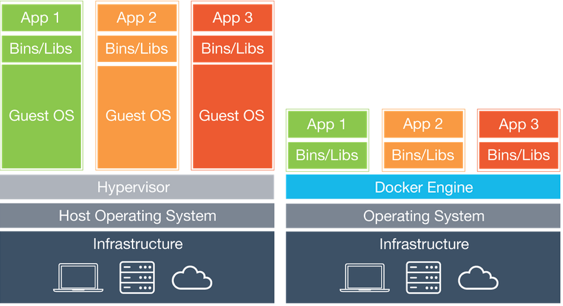 App 1
App 2
App 3
Bins/Libs
Bins/Libs
Bins/Libs
Guest OS
Guest OS
Guest OS
Hypervisor
Host Operating System
Infrastructure
App 1
App 2
App 3
Bins/Libs
Bins/Libs
Bins/Libs
Docker Engine
Operating System
Infrastructure